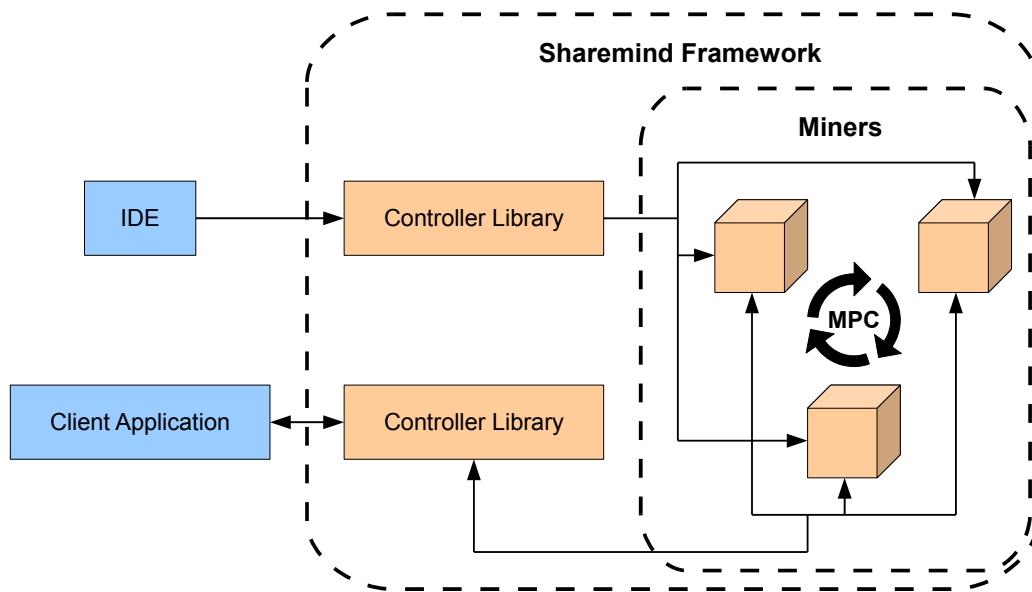 Sharemind Framework
Miners
IDE
Controller Library
MPC
Client Application
Controller Library